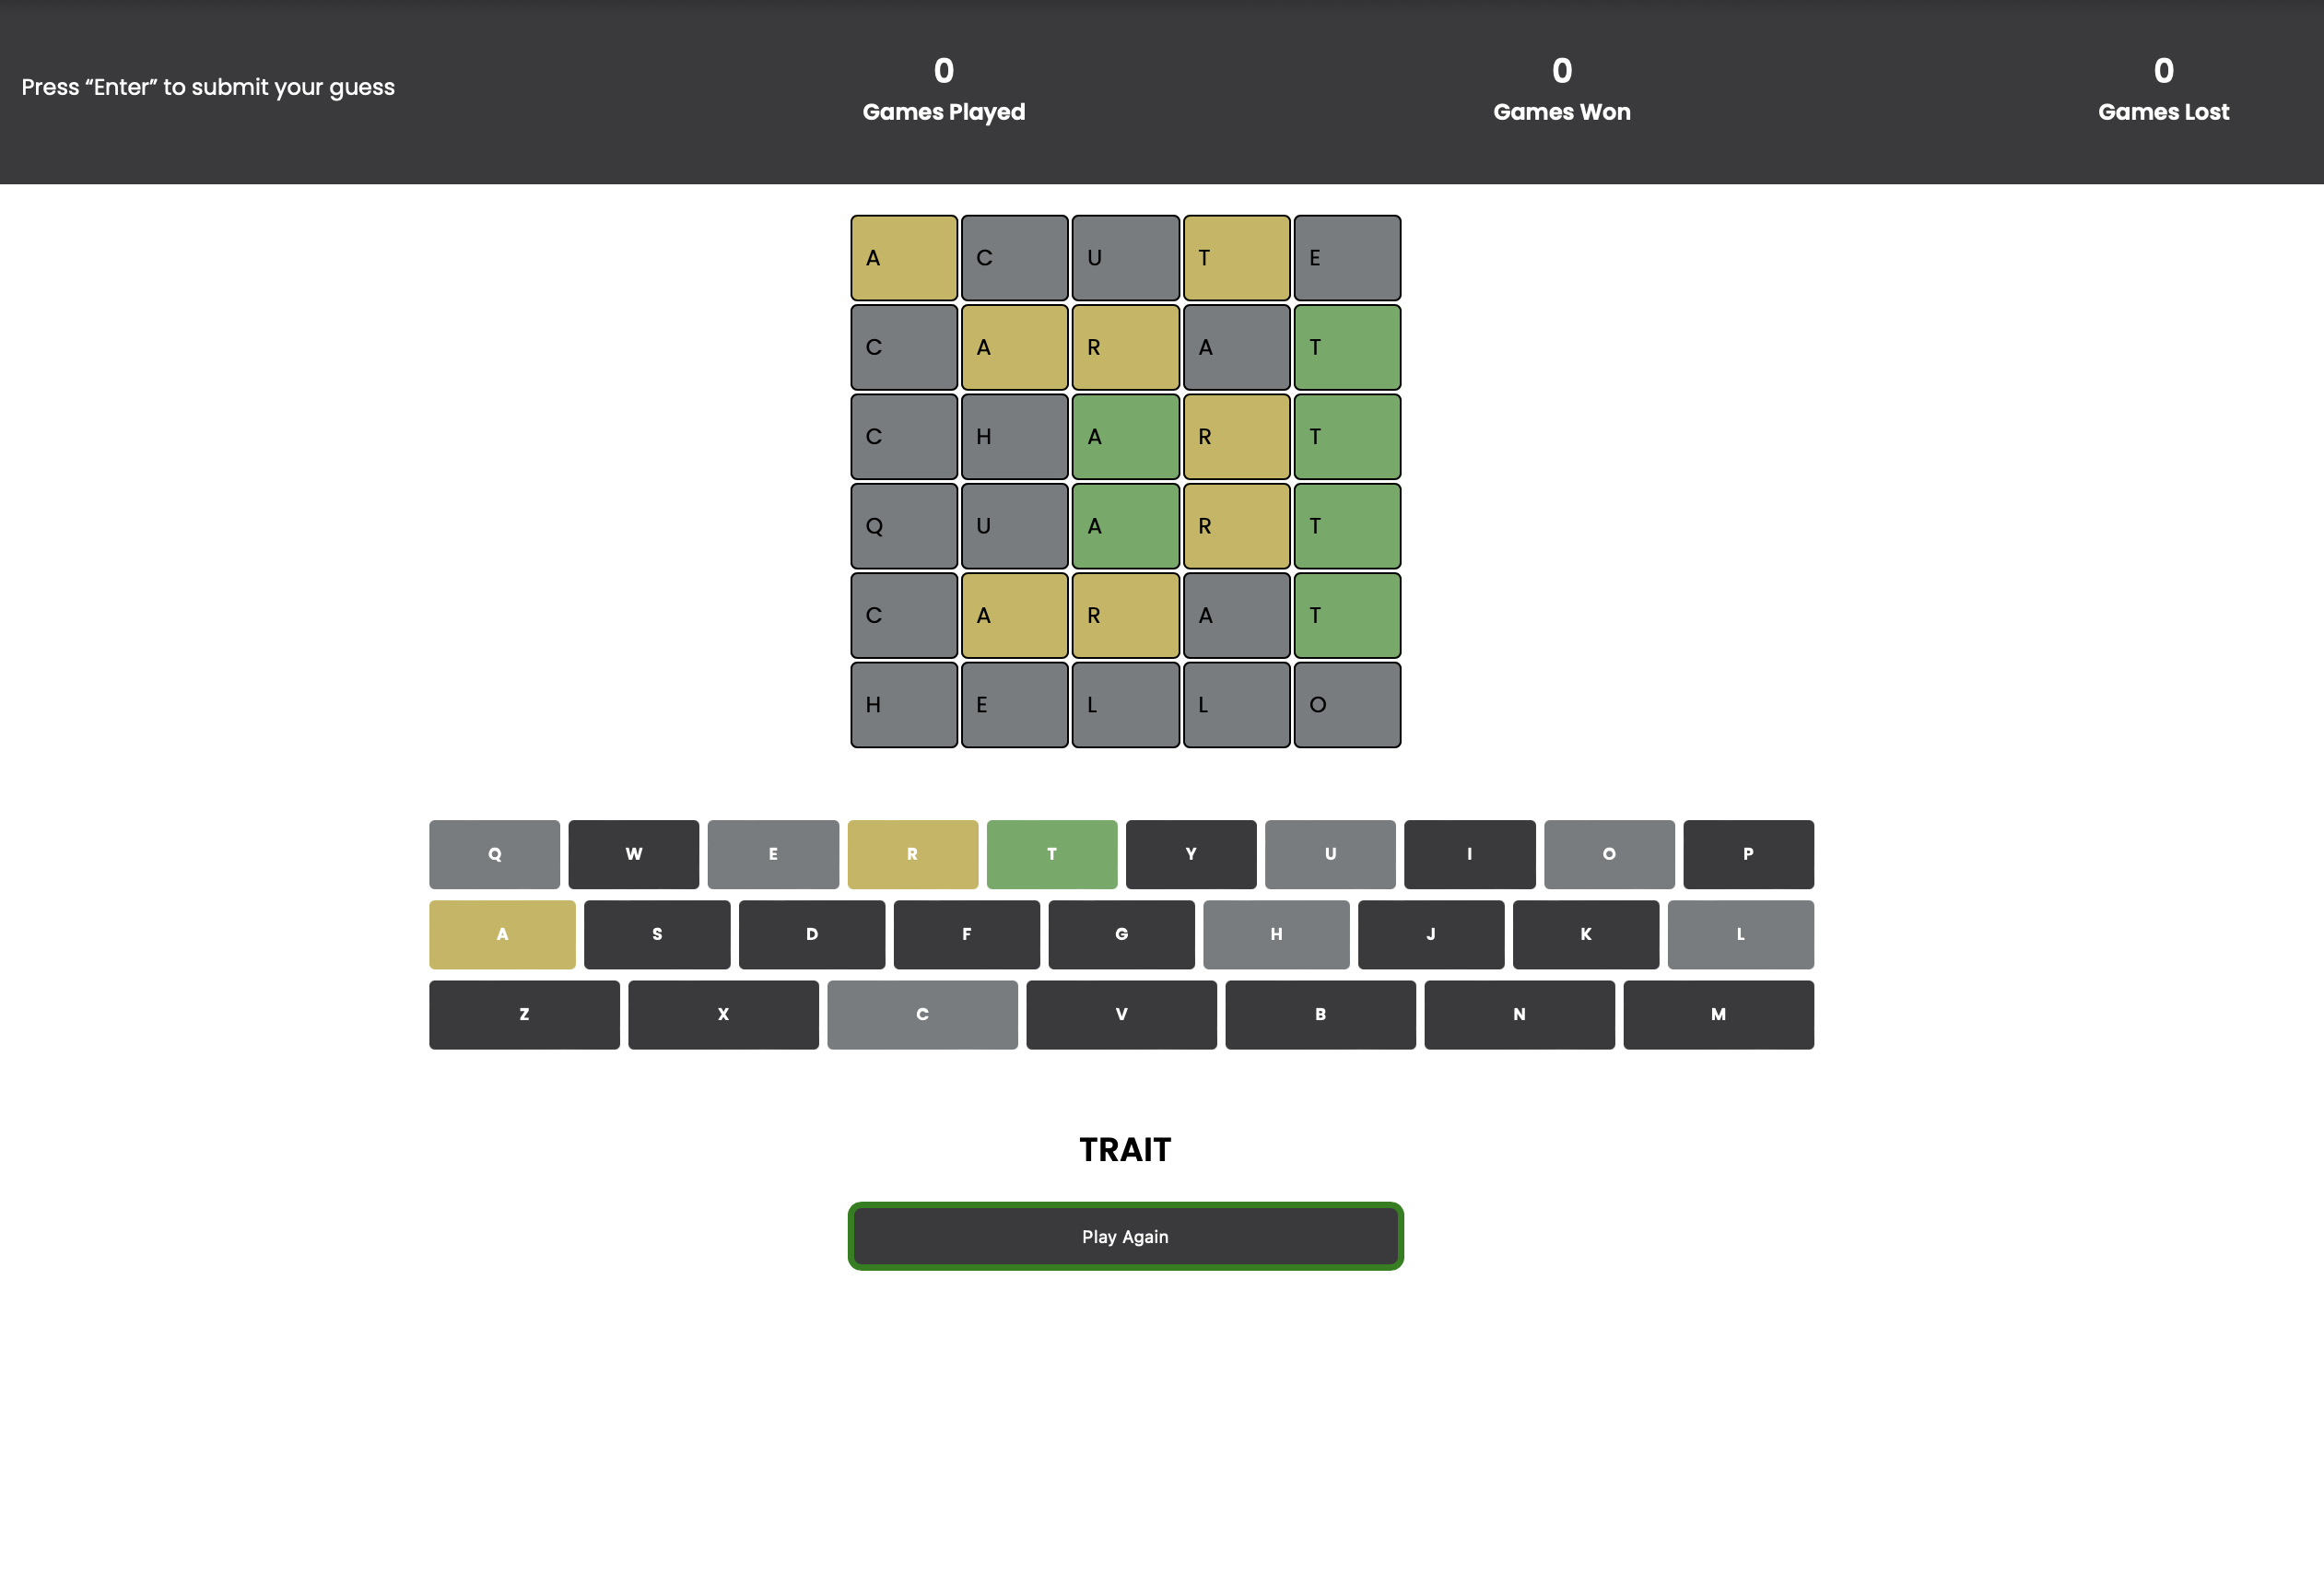 Press “Enter” to submit your guess
0
Games Played
0
Games Won
0
Games Lost
A C U T E
C A R A T
C H A R T
Q U A R T
C A R A T
H E L L O
Q W E R T Y U I O P
A S D F G H J K L
Z X C V B N M
TRAIT
Play Again